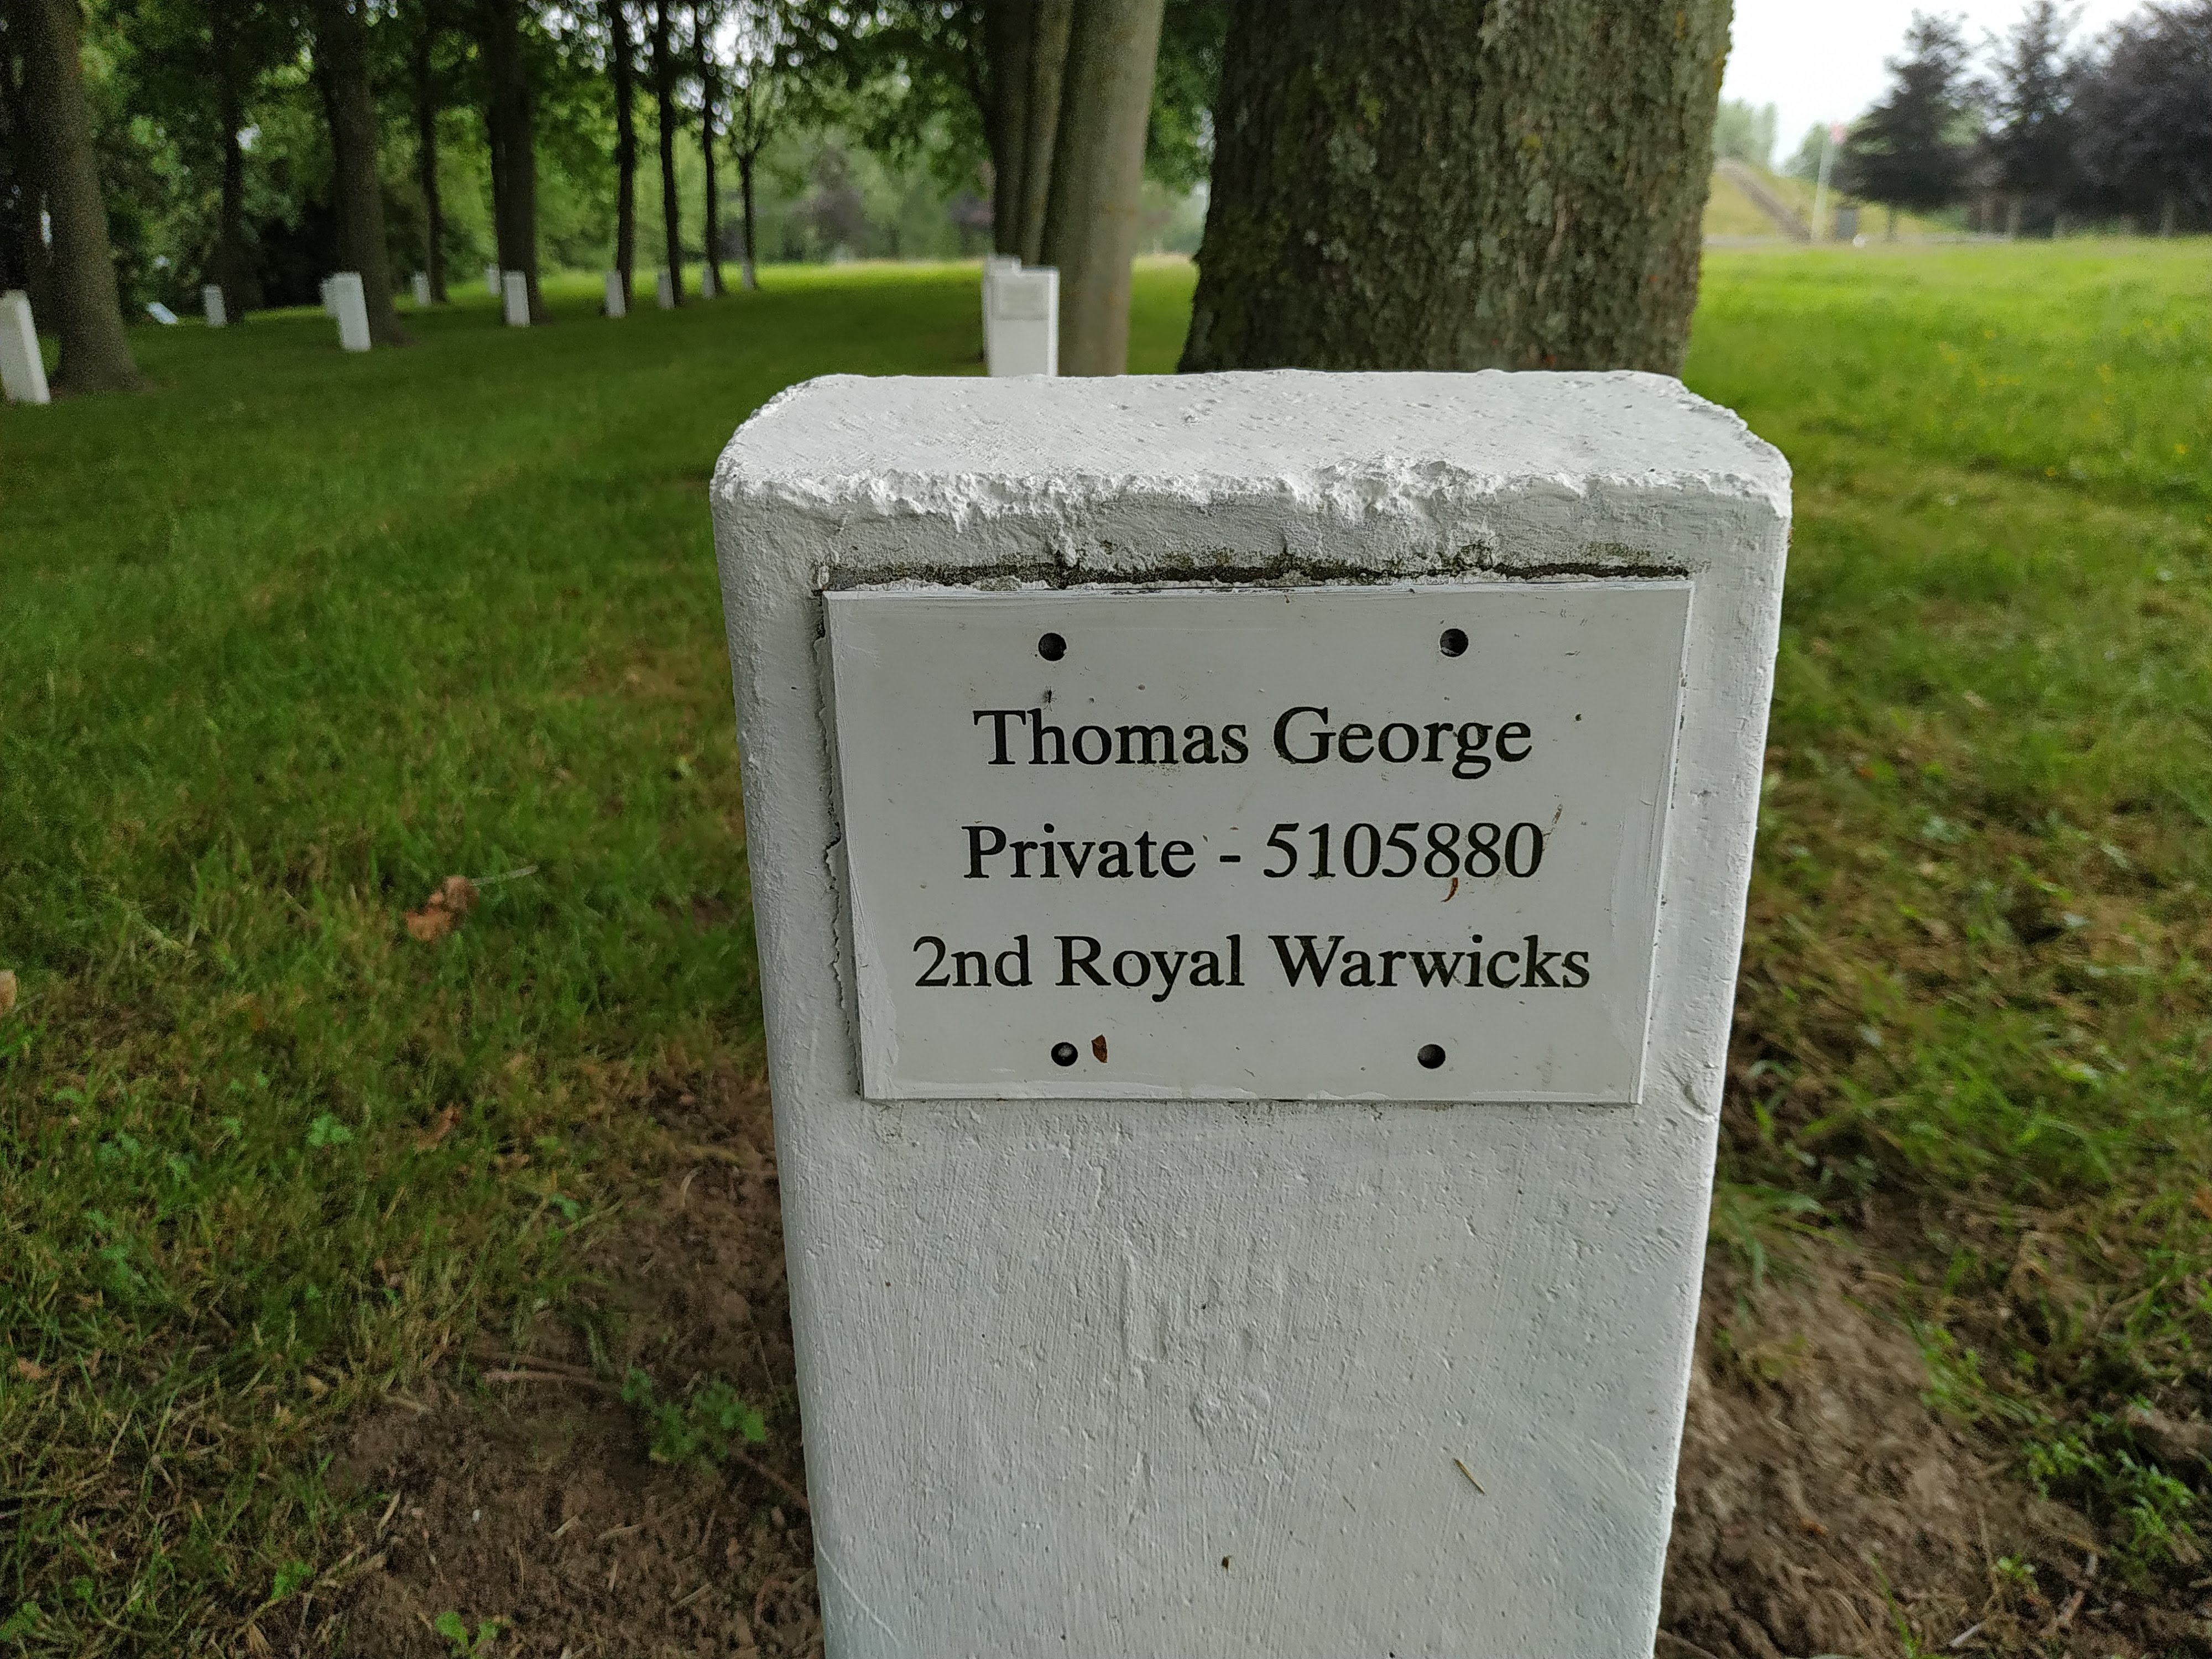 Thomas George
Private - 5105880
2nd Royal Warwicks